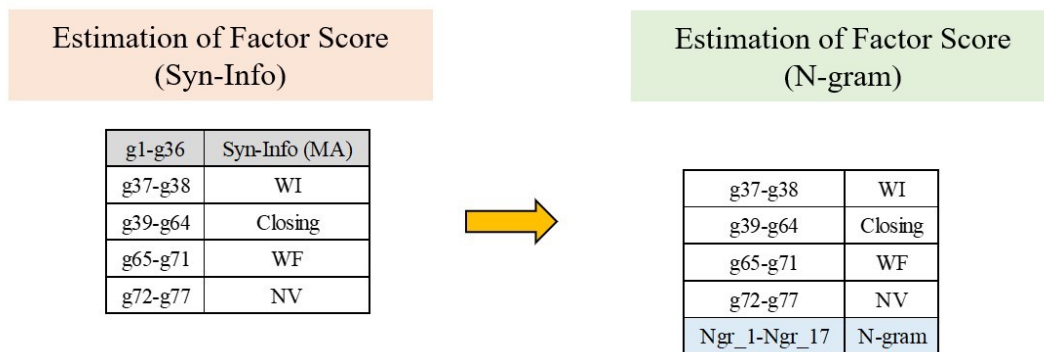 Estimation of Factor Score
(Syn-Info)
Estimation of Factor Score
(N-gram)
g1-g36 Syn-Info (MA)
g37-g38 WI
g39-g64 Closing
g65-g71 WF
g72-g77 NV
g37-g38 WI
g39-g64 Closing
g65-g71 WF
g72-g77 NV
Ngr_1-Ngr_17 N-gram